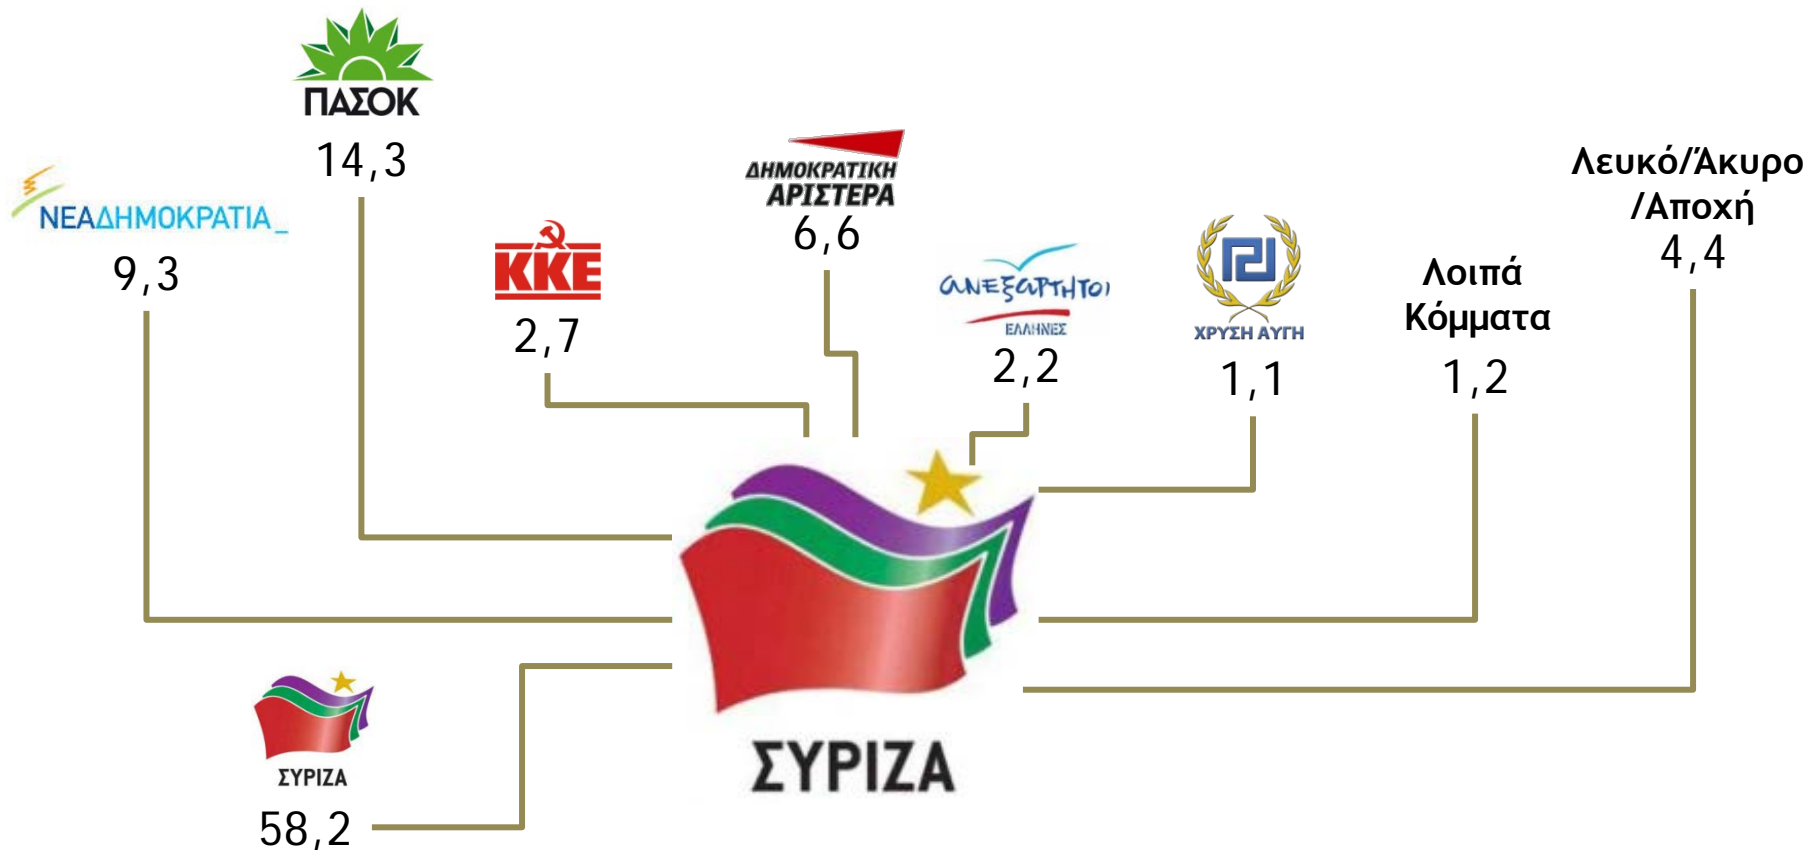 ΠΑΣΟΚ
14,3
ΝΕΑΔΗΜΟΚΡΑΤΙΑ_
9,3
ΚΚΕ
2,7
ΔΗΜΟΚΡΑΤΙΚΗ
ΑΡΙΣΤΕΡΑ
6,6
ανεξαρτητοι
ΕΛΛΗΝΕΣ
2,2
ΧΡΥΣΗ ΑΥΓΗ
1,1
Λοιπά
Κόμματα
1,2
Λευκό/Άκυρο
/Αποχή
4,4
ΣΥΡΙΖΑ
58,2
ΣΥΡΙΖΑ